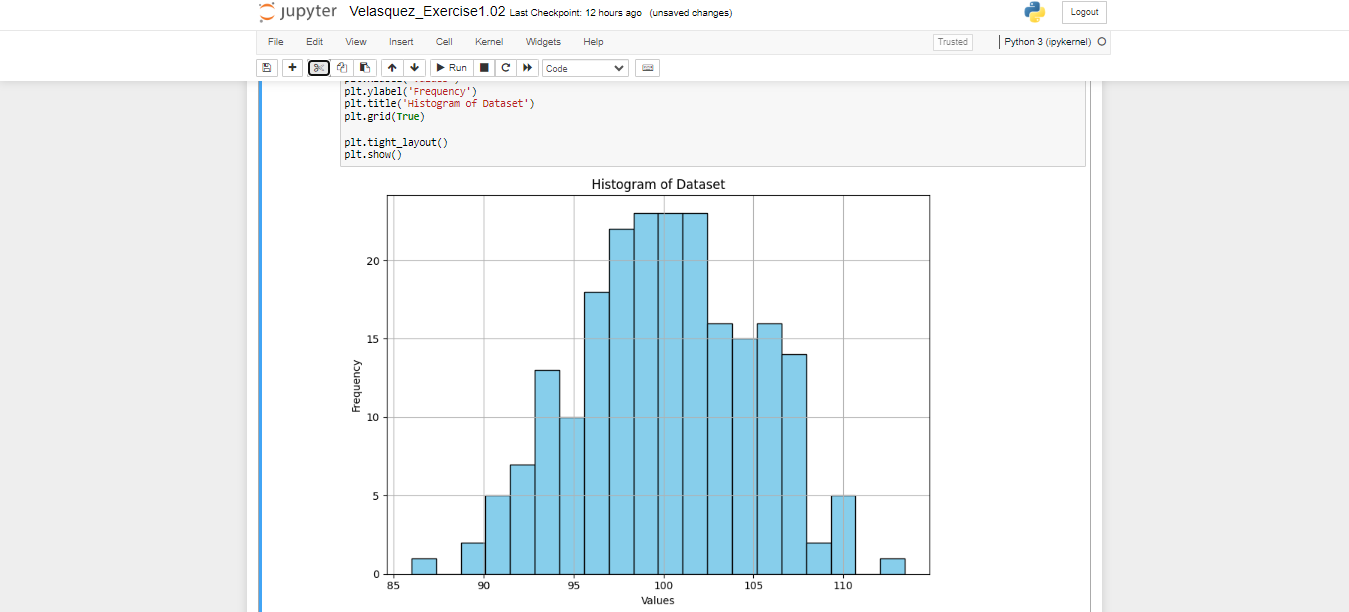 jupyter Velasquez_Exercise1.02 Last Checkpoint: 12 hours ago (unsaved changes) Logout
File Edit View Insert Cell Kernel Widgets Help Trusted Python 3 (ipykernel)
Run Code
plt.ylabel('Frequency')
plt.title('Histogram of Dataset')
plt.grid(True)
plt.tight_layout()
plt.show()
Histogram of Dataset
20
15
10
5
0
Frequency
85 90 95 100 105 110
Values